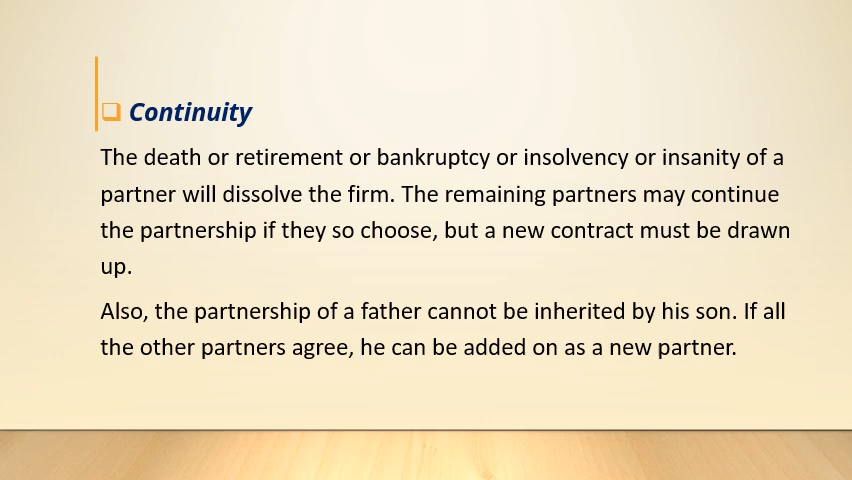 Continuity
The death or retirement or bankruptcy or insolvency or insanity of a
partner will dissolve the firm. The remaining partners may continue
the partnership if they so choose, but a new contract must be drawn
up.
Also, the partnership of a father cannot be inherited by his son. If all
the other partners agree, he can be added on as a new partner.